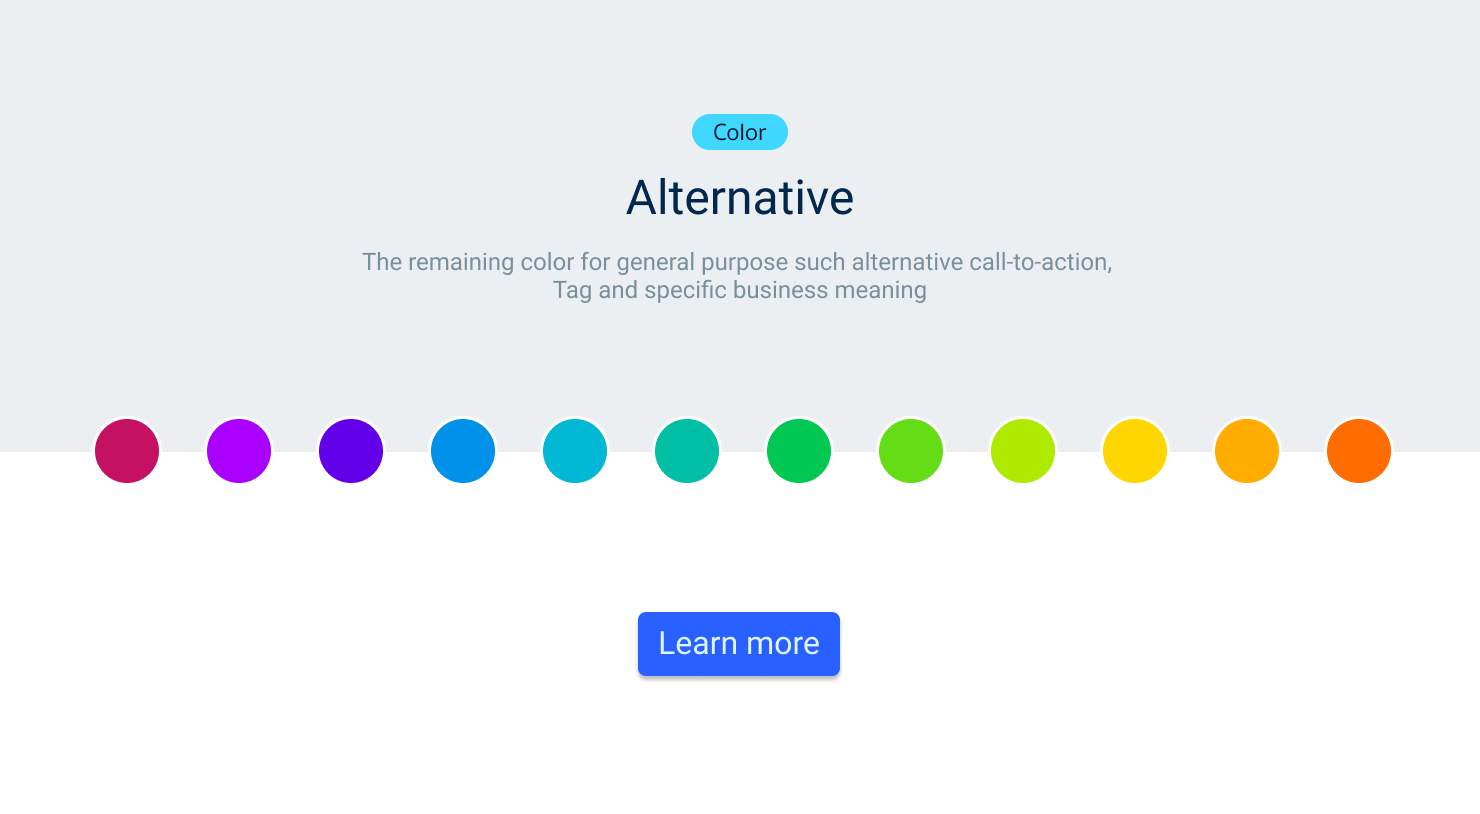 Color
Alternative
The remaining color for general purpose such alternative call-to-action,
Tag and specific business meaning
Learn more